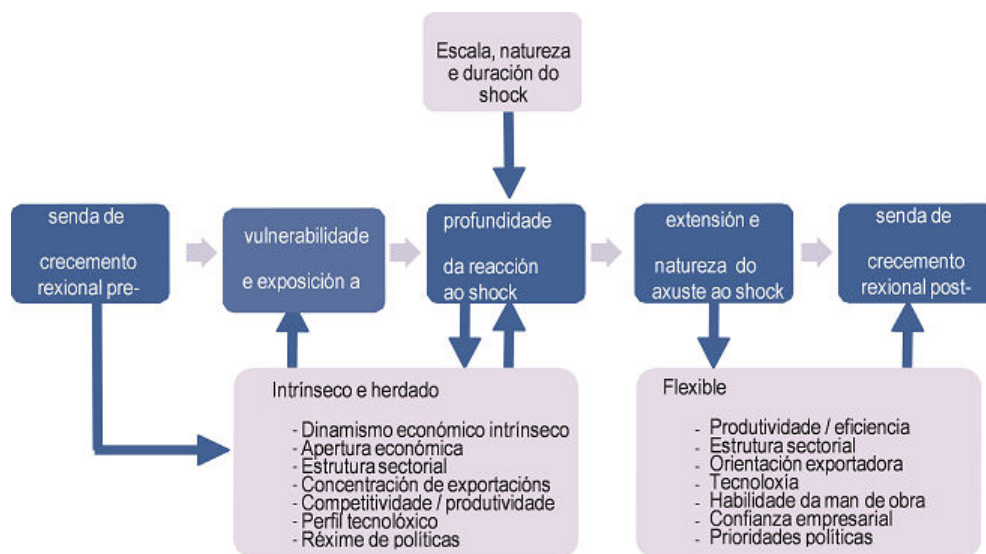 Escala, natureza
e duración do
shock
senda de
crecemento
rexional pre-
vulnerabilidade
e exposición a
profundidade
da reacción
ao shock
extensión e
natureza do
axuste ao shock
senda de
crecemento
rexional post-
Intrínseco e herdado
- Dinamismo económico intrínseco
- Apertura económica
- Estrutura sectorial
- Concentración de exportacións
- Competitividade / produtividade
- Perfil tecnolóxico
- Réxime de políticas
Flexible
- Produtividade / eficiencia
- Estrutura sectorial
- Orientación exportadora
- Tecnoloxía
- Habilidade da man de obra
- Confianza empresarial
- Prioridades políticas